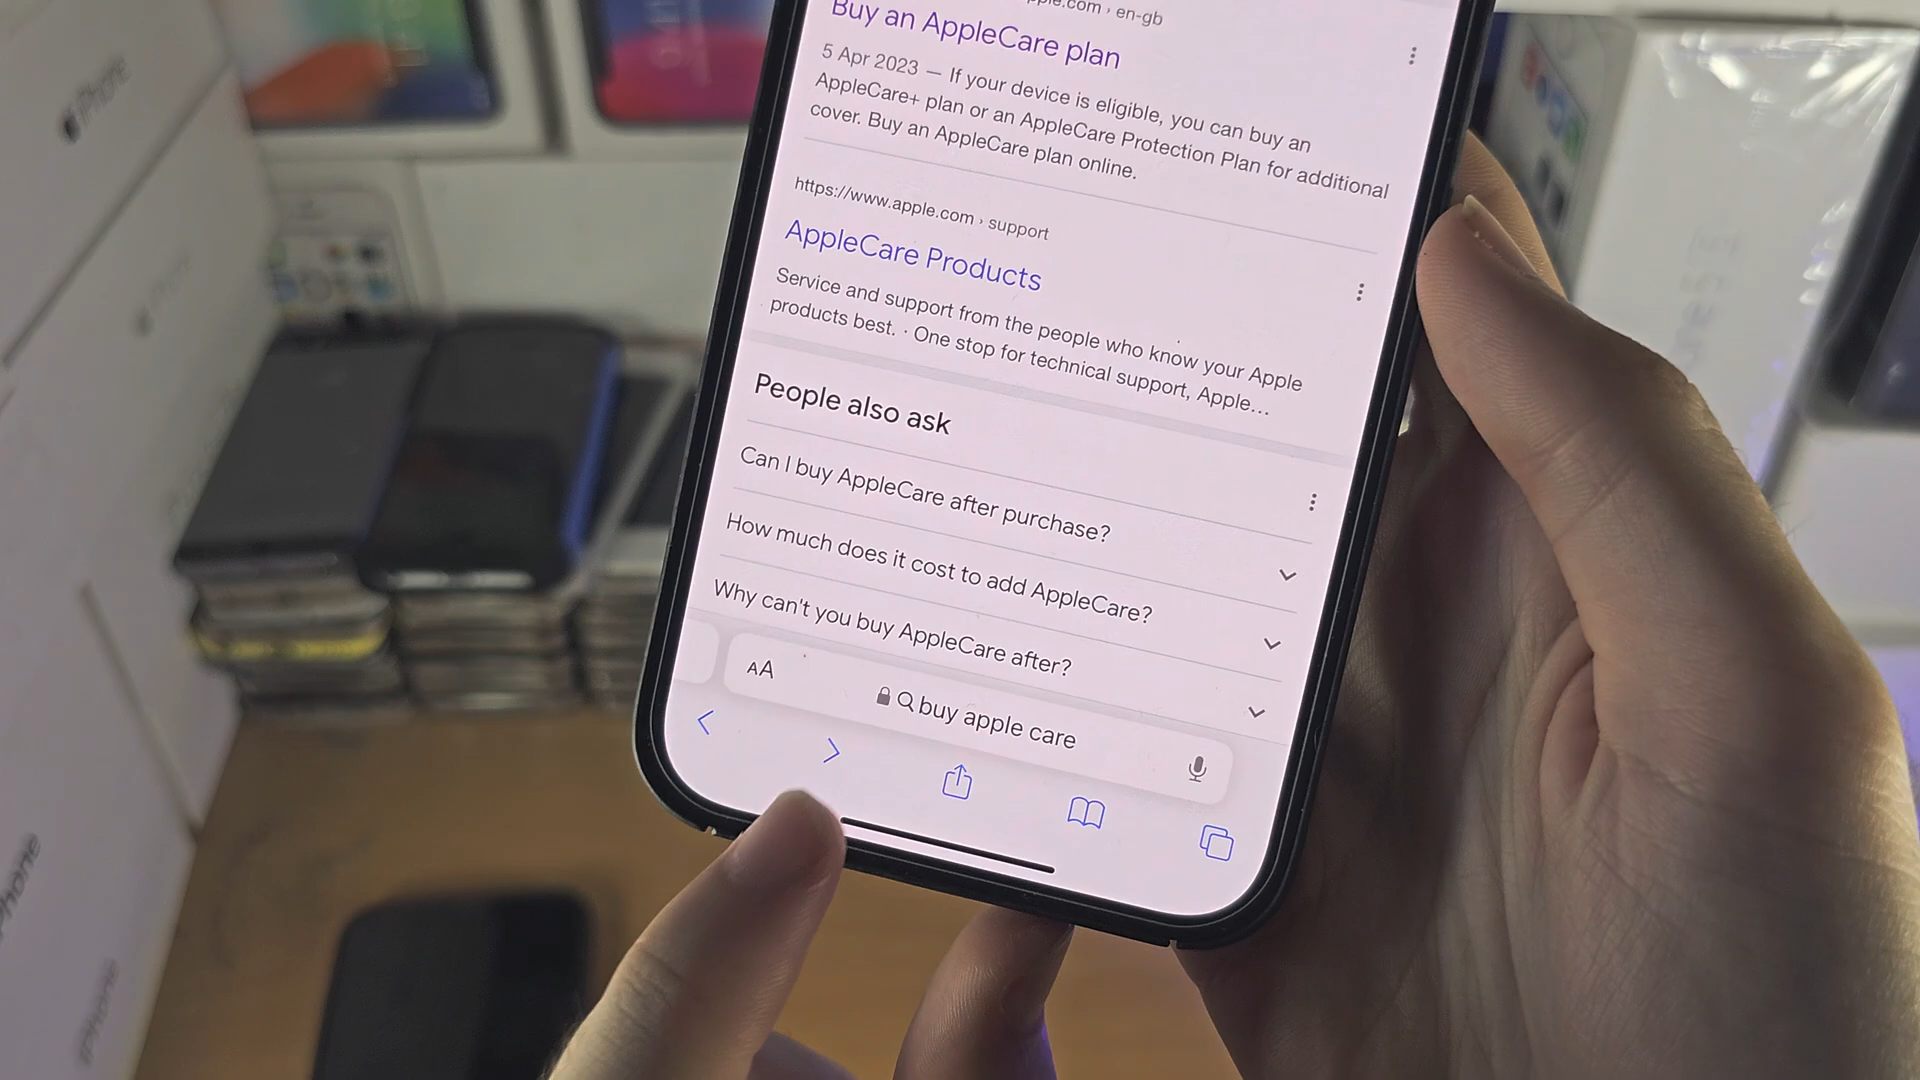 iPhone
.com › en-gb
Buy an AppleCare plan
5 Apr 2023 — If your device is eligible, you can buy an
AppleCare+ plan or an AppleCare Protection Plan for additional
cover. Buy an AppleCare plan online.
https://www.apple.com › support
AppleCare Products
Service and support from the people who know your Apple
products best. · One stop for technical support, Apple...
People also ask
Can I buy AppleCare after purchase?
How much does it cost to add AppleCare?
Why can't you buy AppleCare after?
AA
buy apple care
iPhone
iPhone